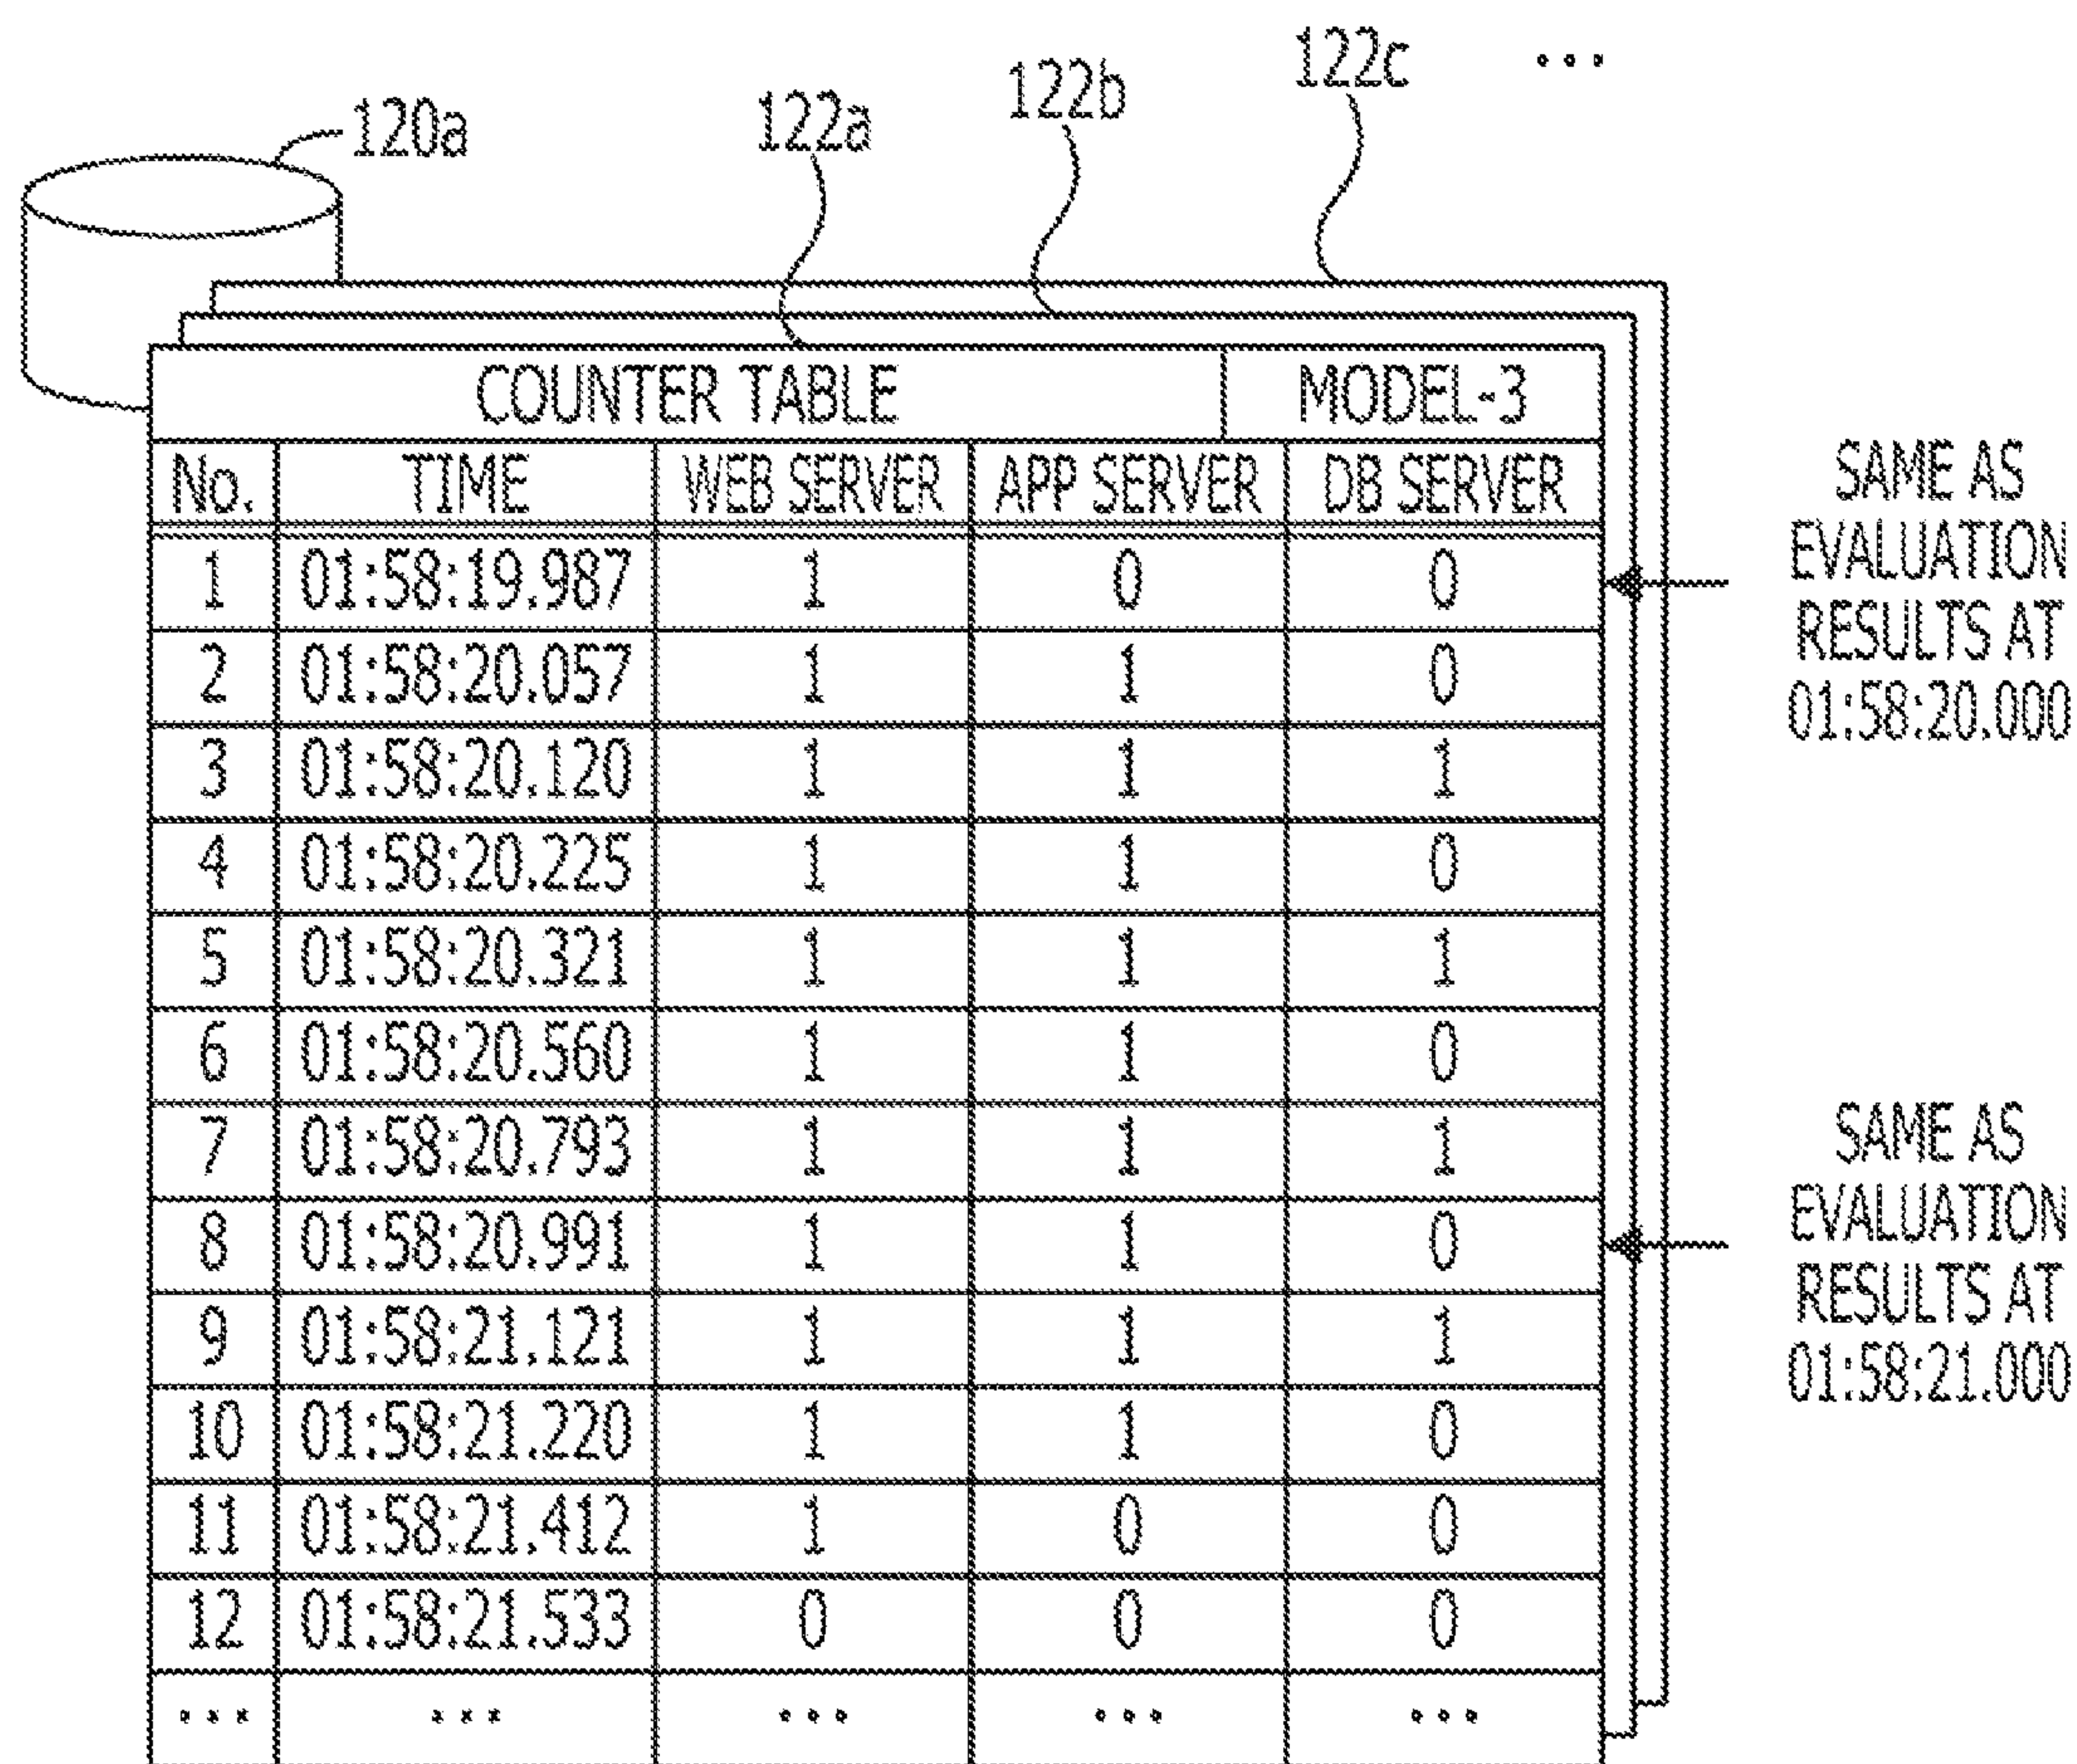 120a 122a 122b 122c ...
COUNTER TABLE MODEL-3
No. TIME WEB SERVER APP SERVER DB SERVER
1 01:58:19.987 1 0 0
2 01:58:20.057 1 1 0
3 01:58:20.120 1 1 1
4 01:58:20.225 1 1 0
5 01:58:20.321 1 1 1
6 01:58:20.560 1 1 0
7 01:58:20.793 1 1 1
8 01:58:20.991 1 1 0
9 01:58:21.121 1 1 1
10 01:58:21.220 1 1 0
11 01:58:21.412 1 0 0
12 01:58:21.533 0 0 0
... ... ... ... ...
SAME AS
EVALUATION
RESULTS AT
01:58:20.000
SAME AS
EVALUATION
RESULTS AT
01:58:21.000